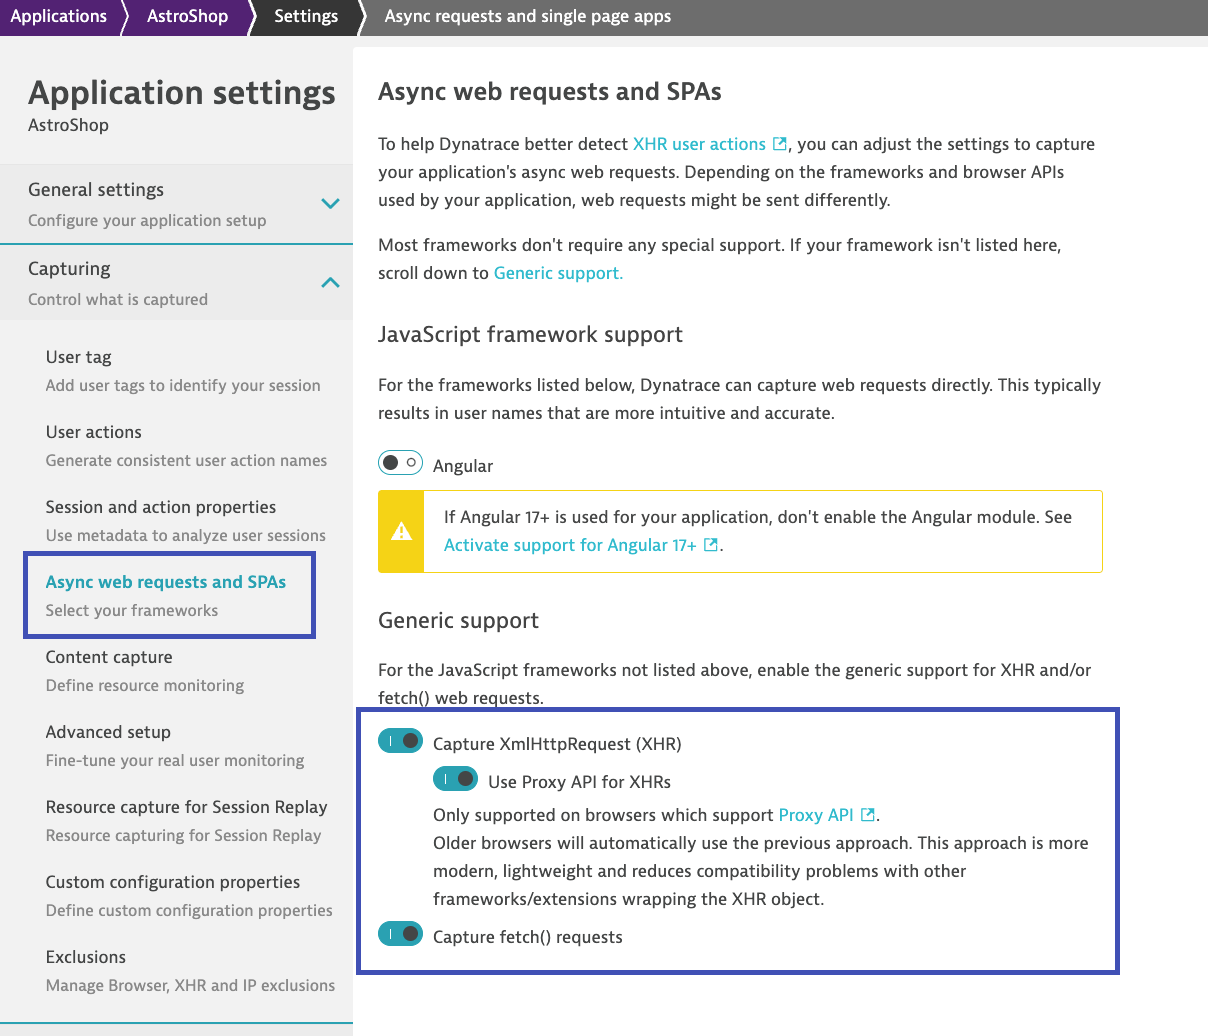 Applications
AstroShop
Settings
Async requests and single page apps
Application settings
AstroShop
General settings
Configure your application setup
Capturing
Control what is captured
User tag
Add user tags to identify your session
User actions
Generate consistent user action names
Session and action properties
Use metadata to analyze user sessions
Async web requests and SPAs
Select your frameworks
Content capture
Define resource monitoring
Advanced setup
Fine-tune your real user monitoring
Resource capture for Session Replay
Resource capturing for Session Replay
Custom configuration properties
Define custom configuration properties
Exclusions
Manage Browser, XHR and IP exclusions
Async web requests and SPAs
To help Dynatrace better detect XHR user actions, you can adjust the settings to capture
your application's async web requests. Depending on the frameworks and browser APIs
used by your application, web requests might be sent differently.
Most frameworks don't require any special support. If your framework isn't listed here,
scroll down to Generic support.
JavaScript framework support
For the frameworks listed below, Dynatrace can capture web requests directly. This typically
results in user names that are more intuitive and accurate.
Angular
If Angular 17+ is used for your application, don't enable the Angular module. See
Activate support for Angular 17+.
Generic support
For the JavaScript frameworks not listed above, enable the generic support for XHR and/or
fetch() web requests.
Capture XmlHttpRequest (XHR)
Use Proxy API for XHRs
Only supported on browsers which support Proxy API.
Older browsers will automatically use the previous approach. This approach is more
modern, lightweight and reduces compatibility problems with other
frameworks/extensions wrapping the XHR object.
Capture fetch() requests